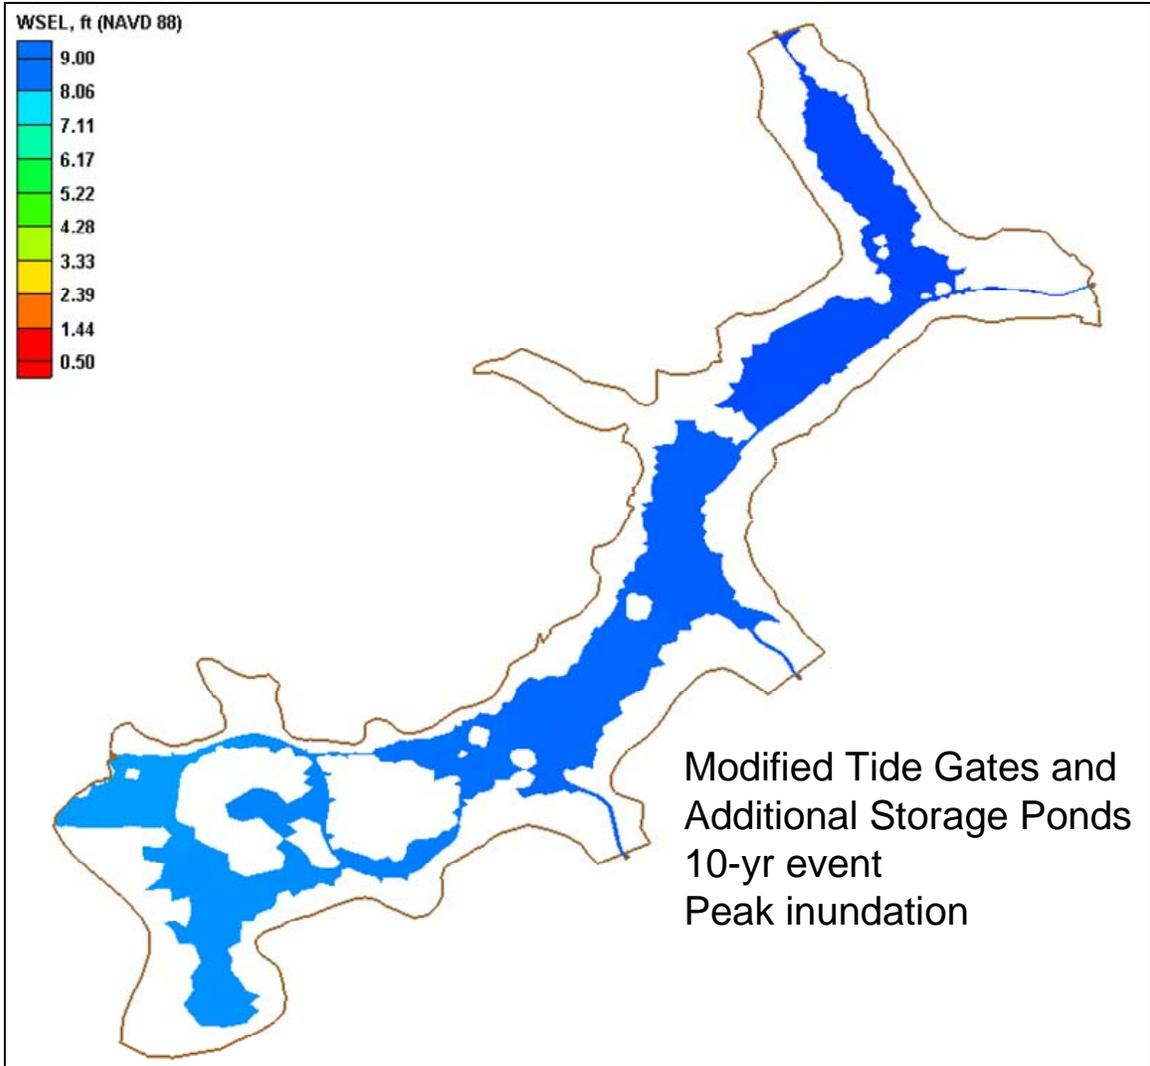 WSEL, ft (NAVD 88)
9.00
8.06
7.11
6.17
5.22
4.28
3.33
2.39
1.44
0.50
Modified Tide Gates and
Additional Storage Ponds
10-yr event
Peak inundation